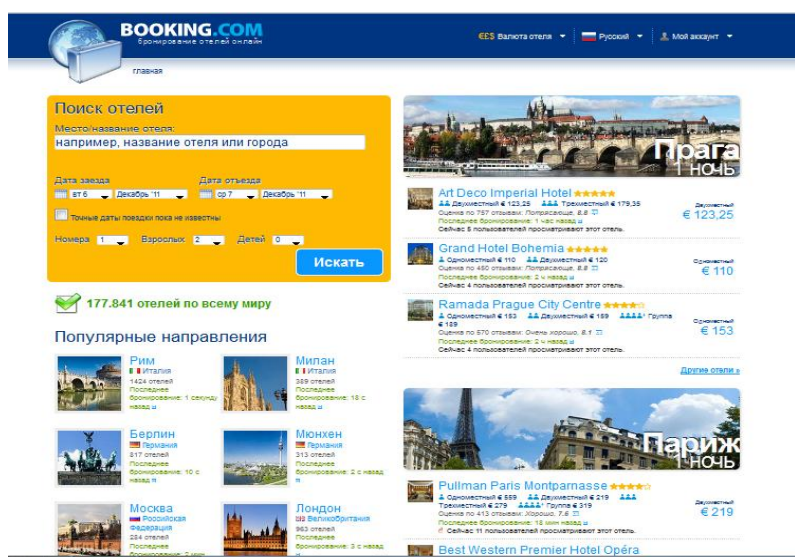 BOOKING.COM
бронирование отелей онлайн
€£$ Валюта отеля
Русский
Мой аккаунт
главная
Поиск отелей
Место/название отеля:
например, название отеля или города
Дата заезда
Дата отъезда
вт 6
Декабрь '11
ср 7
Декабрь '11
Точные даты поездки пока не известны
Номера 1
Взрослых 2
Детей 0
Искать
177.841 отелей по всему миру
Популярные направления
Рим
Италия
1424 отелей
Последнее
бронирование: 1 секунду
назад
Милан
Италия
389 отелей
Последнее
бронирование: 18 с
назад
Берлин
Германия
517 отелей
Последнее
бронирование: 10 с
назад
Мюнхен
Германия
313 отелей
Последнее
бронирование: 2 с назад
Москва
Российская
Федерация
284 отелей
Последнее
бронирование: 2 мин
Лондон
Великобритания
963 отелей
Последнее
бронирование: 3 с назад
Прага
1 НОЧЬ
Art Deco Imperial Hotel
Двухместный € 123,25 Трехместный € 179,35
Оценка по 757 отзывам: Потрясающе, 8.8
Последнее бронирование: 1 час назад
Сейчас 5 пользователей просматривают этот отель.
Двухместный
€ 123,25
Grand Hotel Bohemia
Одноместный € 110 Двухместный € 120
Оценка по 450 отзывам: Потрясающе, 8.8
Последнее бронирование: 2 ч назад
Сейчас 4 пользователей просматривают этот отель.
Одноместный
€ 110
Ramada Prague City Centre
Одноместный € 153 Двухместный € 159 Группа
€ 189
Оценка по 570 отзывам: Очень хорошо, 8.1
Последнее бронирование: 2 ч назад
Сейчас 4 пользователей просматривают этот отель.
Одноместный
€ 153
Другие отели »
Париж
1 НОЧЬ
Pullman Paris Montparnasse
Одноместный € 559 Двухместный € 219
Трехместный € 279 Группа € 319
Оценка по 413 отзывам: Хорошо, 7.6
Последнее бронирование: 18 мин назад
Сейчас 11 пользователей просматривают этот отель.
Двухместный
€ 219
Best Western Premier Hotel Opéra